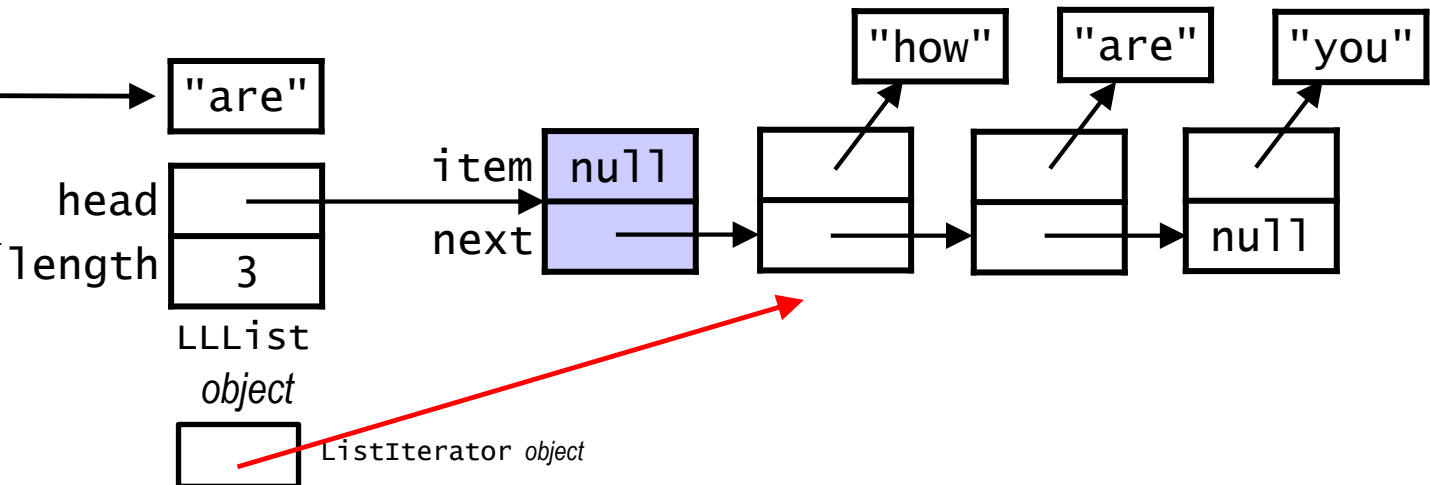 "how" "are" "you"
"are"
item null
head
next null
length 3
LLList
object
ListIterator object